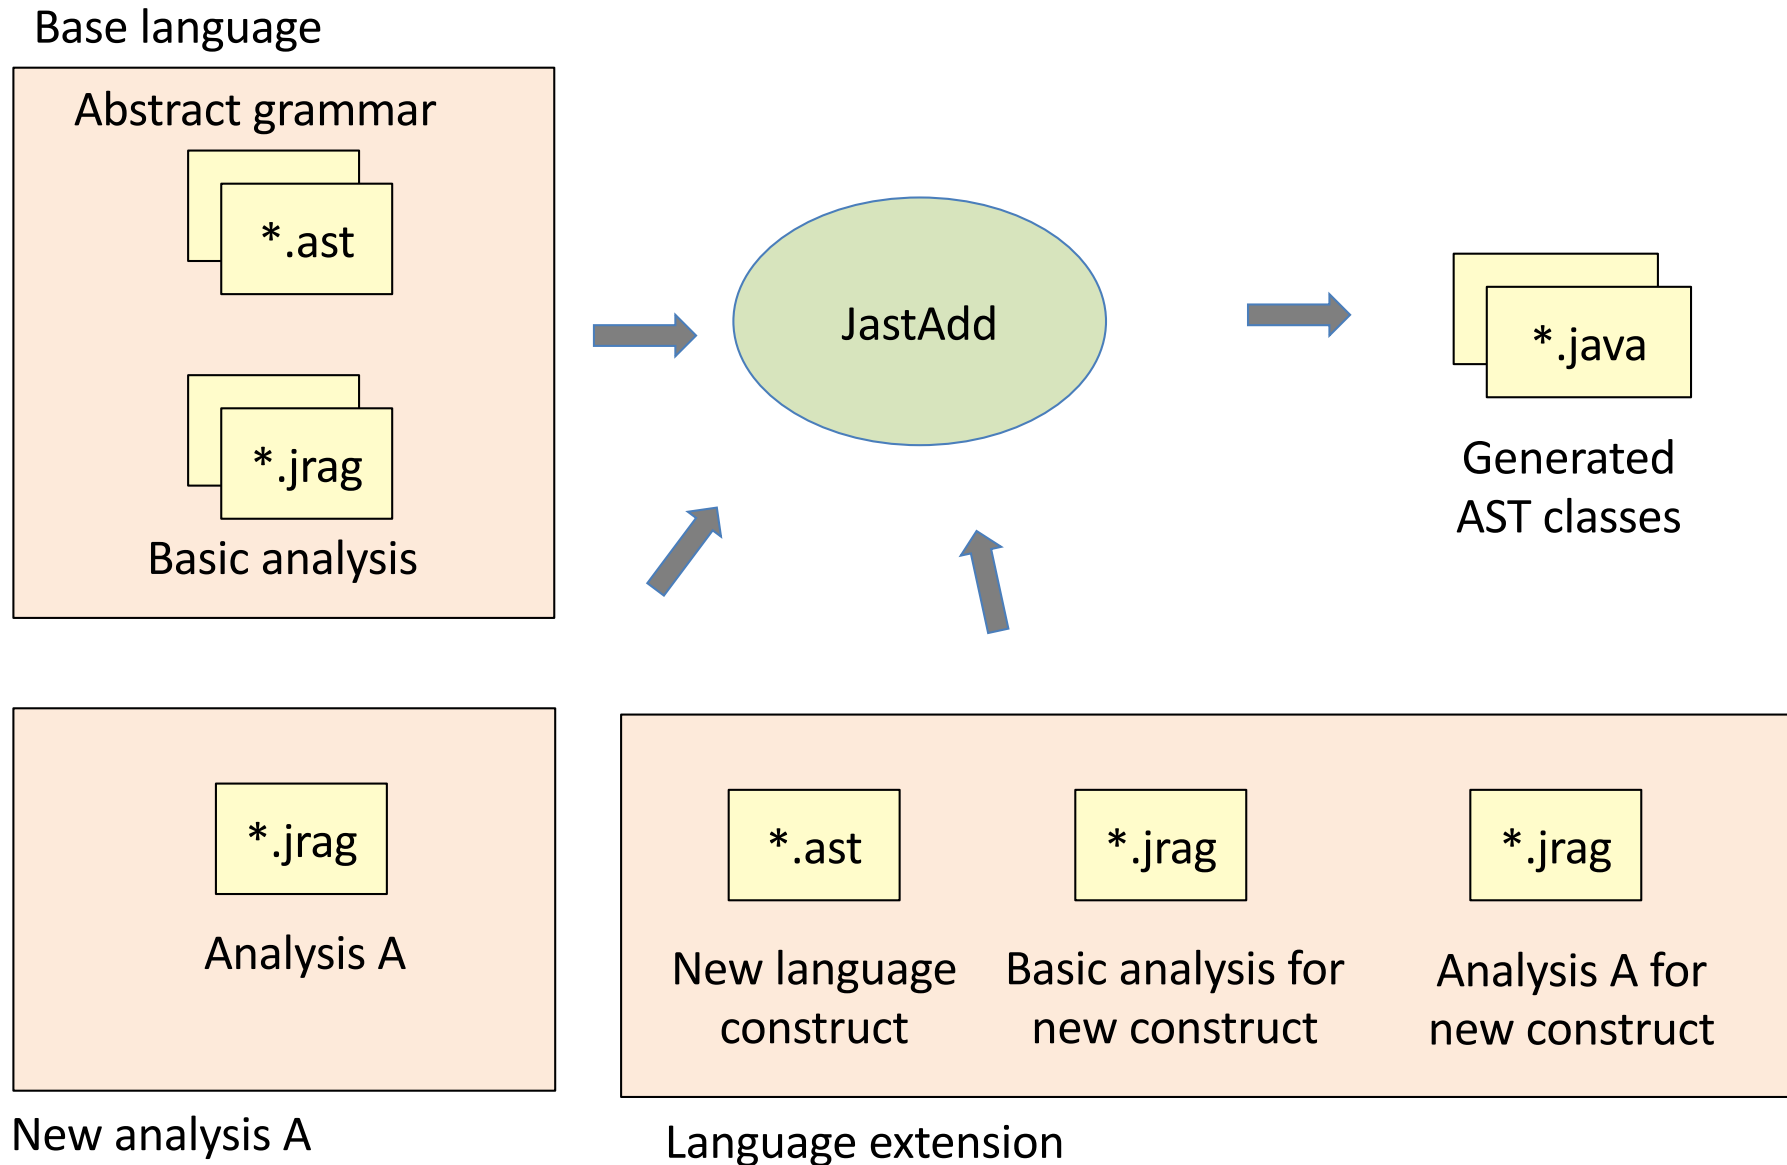 Base language
Abstract grammar
*.ast
*.jrag
Basic analysis
JastAdd
*.java
Generated
AST classes
*.jrag
Analysis A
New analysis A
*.ast
New language
construct
*.jrag
Basic analysis for
new construct
*.jrag
Analysis A for
new construct
Language extension